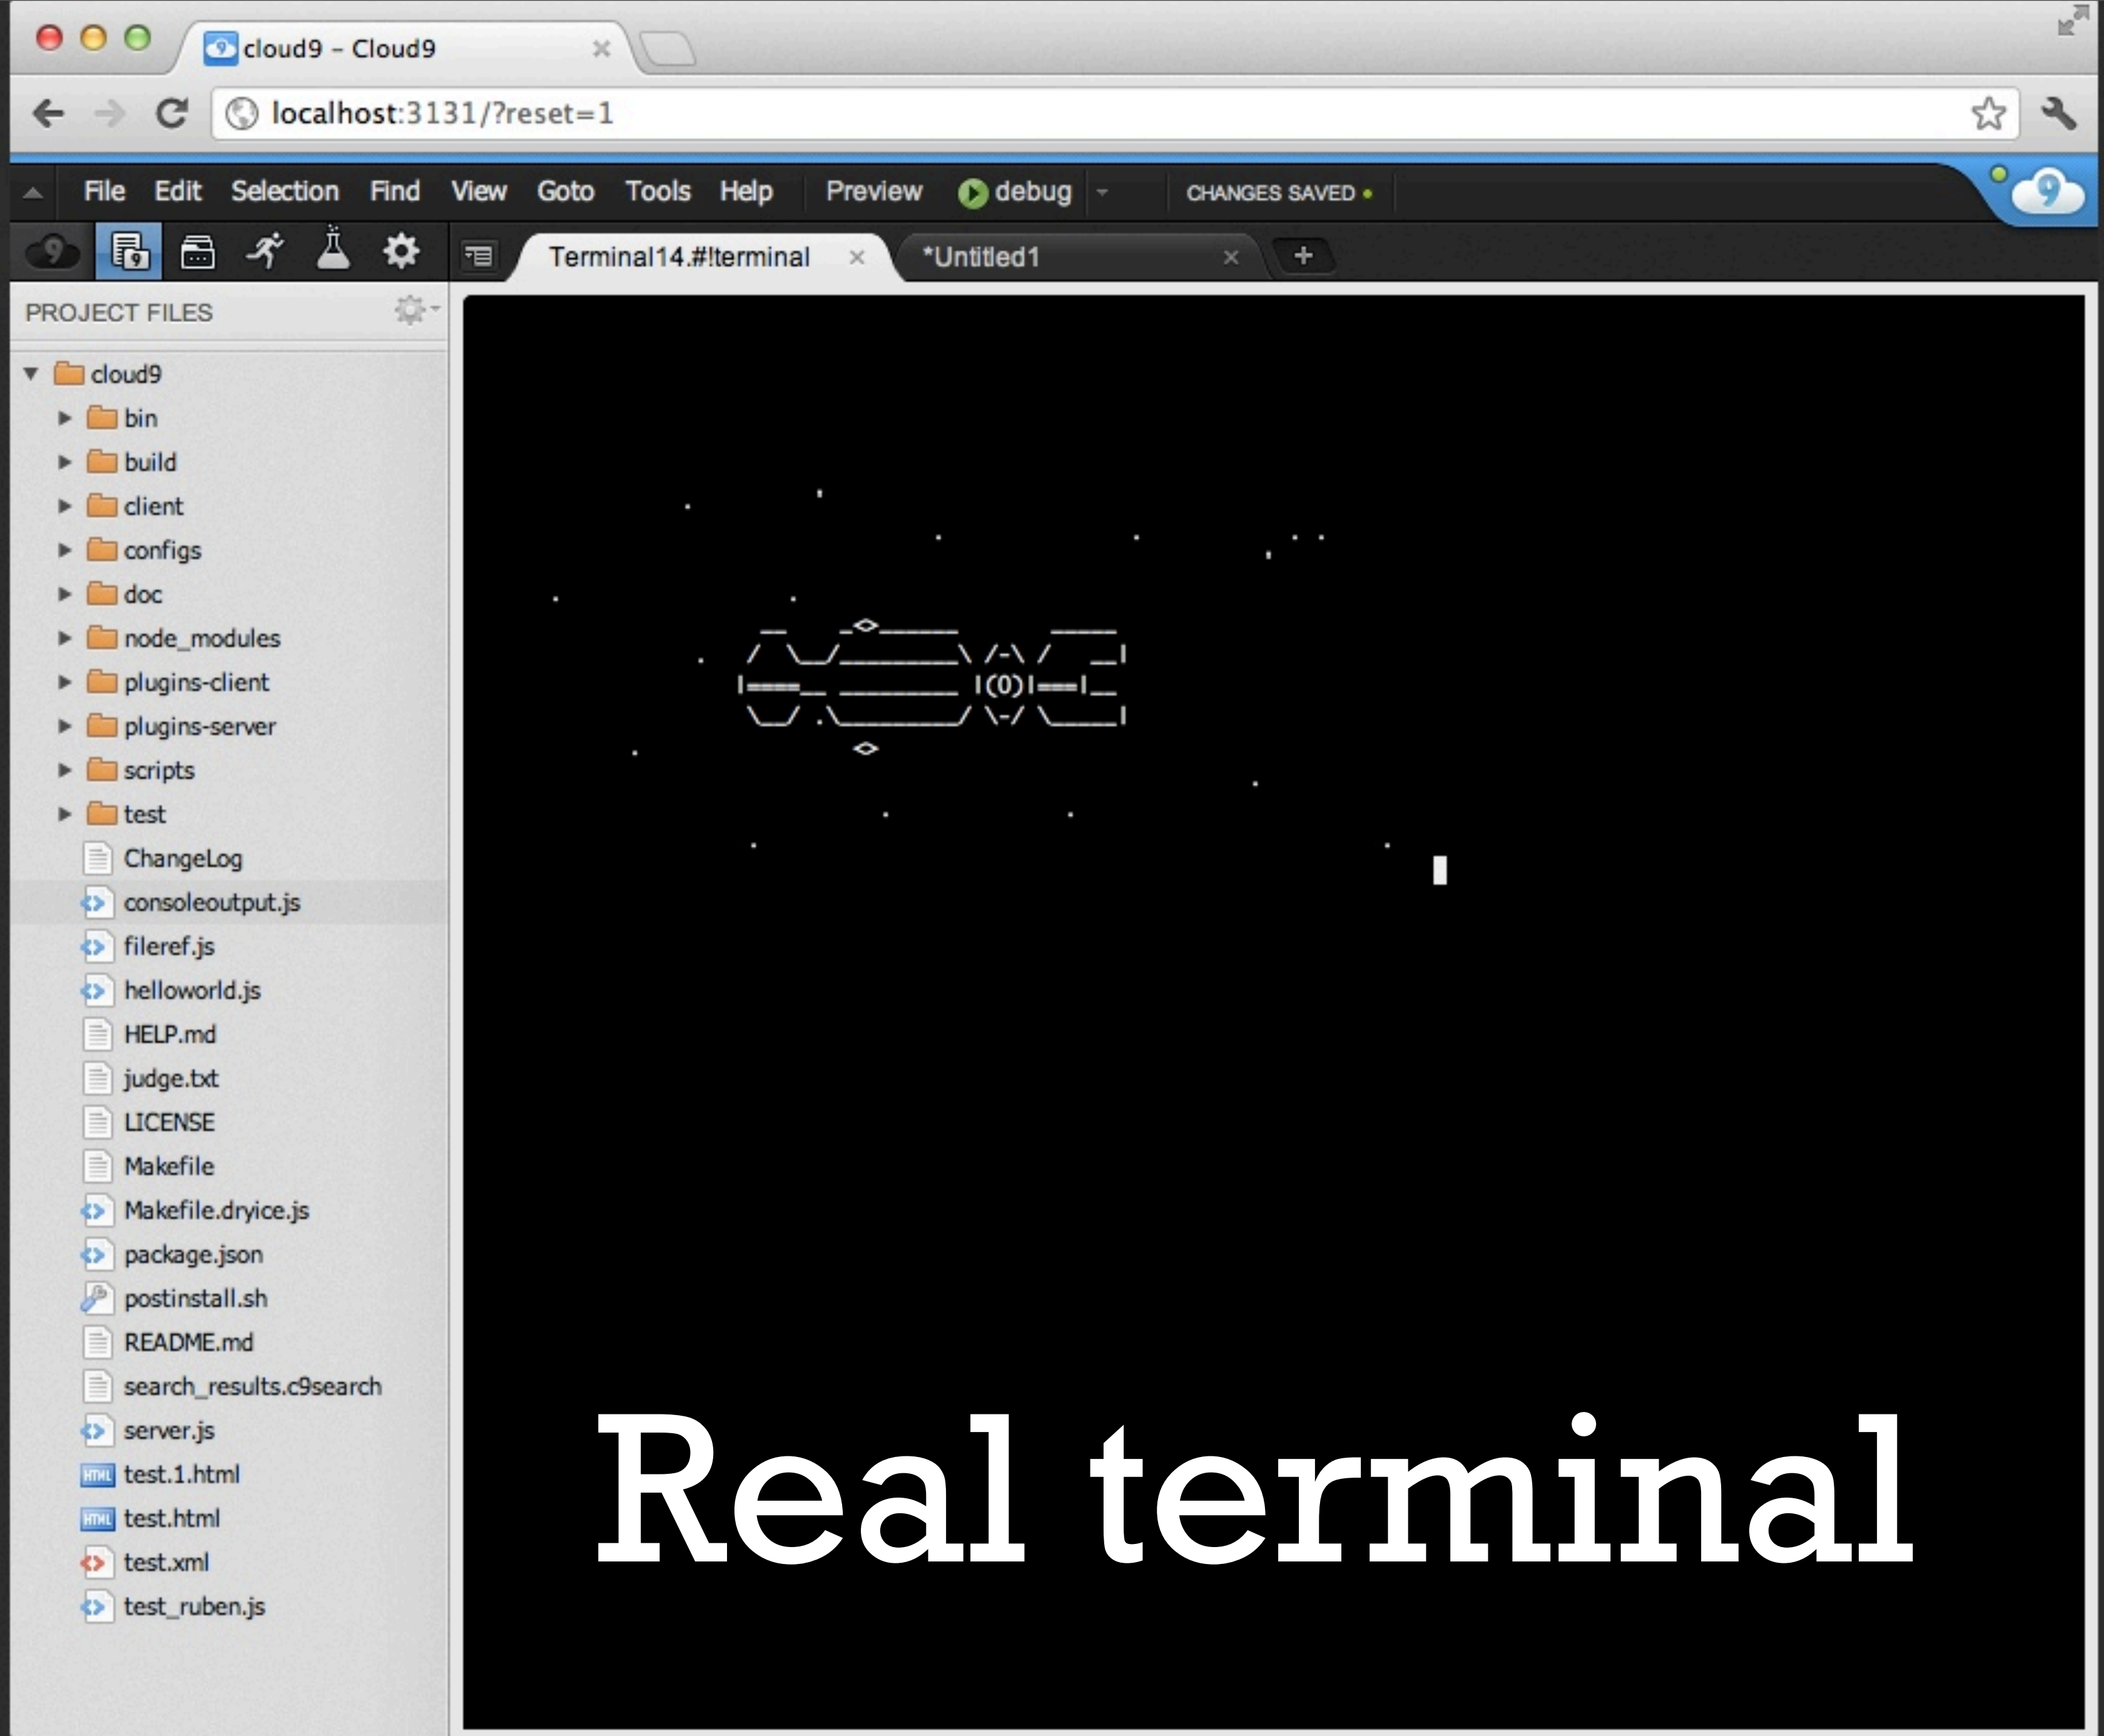 cloud9 – Cloud9
localhost:3131/?reset=1
File Edit Selection Find View Goto Tools Help Preview debug CHANGES SAVED
Terminal14.#!terminal *Untitled1
PROJECT FILES
cloud9
bin
build
client
configs
doc
node_modules
plugins-client
plugins-server
scripts
test
ChangeLog
consoleoutput.js
fileref.js
helloworld.js
HELP.md
judge.txt
LICENSE
Makefile
Makefile.dryice.js
package.json
postinstall.sh
README.md
search_results.c9search
server.js
HTML test.1.html
HTML test.html
test.xml
test_ruben.js
Real terminal